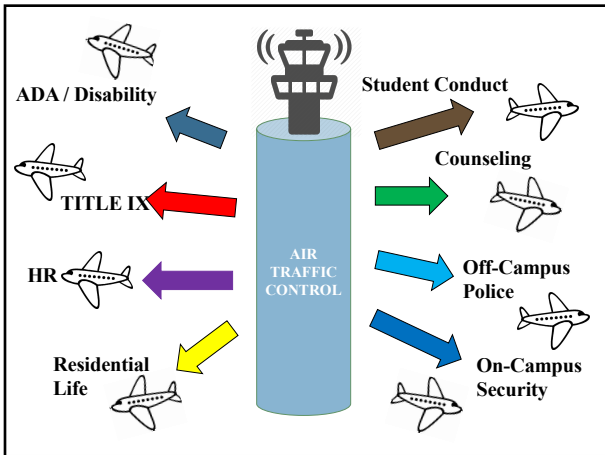 ADA / Disability
TITLE IX
HR
Residential
Life
AIR
TRAFFIC
CONTROL
Student Conduct
Counseling
Off-Campus
Police
On-Campus
Security